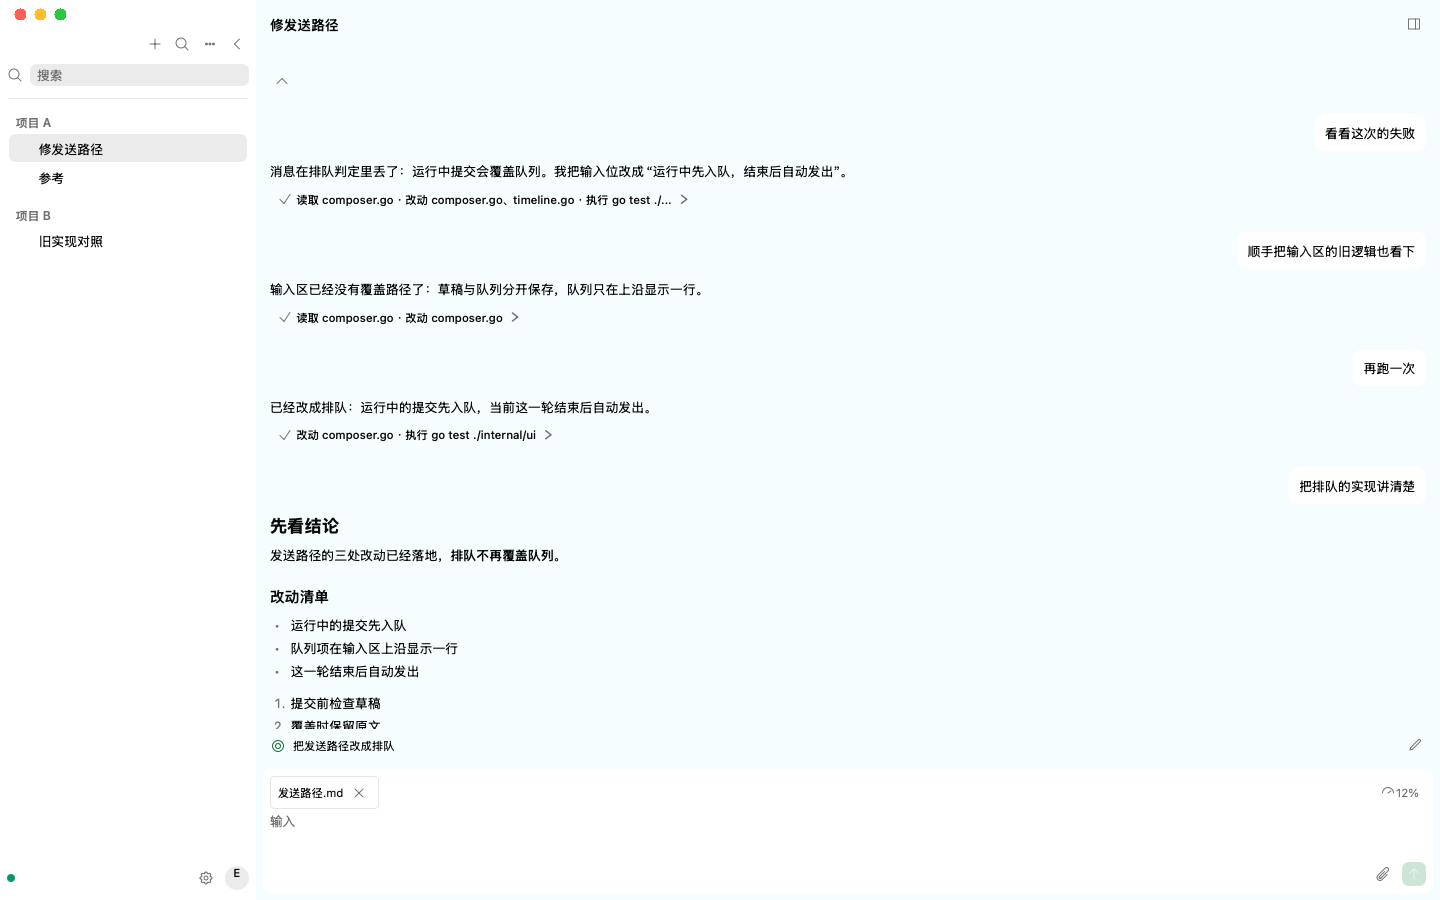 修发送路径
搜索
项目 A
修发送路径
参考
项目 B
旧实现对照
E
看看这次的失败
消息在排队判定里丢了：运行中提交会覆盖队列。我把输入位改成“运行中先入队，结束后自动发出”。
读取 composer.go · 改动 composer.go、timeline.go · 执行 go test ./...
顺手把输入区的旧逻辑也看下
输入区已经没有覆盖路径了：草稿与队列分开保存，队列只在上沿显示一行。
读取 composer.go · 改动 composer.go
再跑一次
已经改成排队：运行中的提交先入队，当前这一轮结束后自动发出。
改动 composer.go · 执行 go test ./internal/ui
把排队的实现讲清楚
先看结论
发送路径的三处改动已经落地，排队不再覆盖队列。
改动清单
• 运行中的提交先入队
• 队列项在输入区上沿显示一行
• 这一轮结束后自动发出
1. 提交前检查草稿
2. 覆盖时保留原文
把发送路径改成排队
发送路径.md
12%
输入